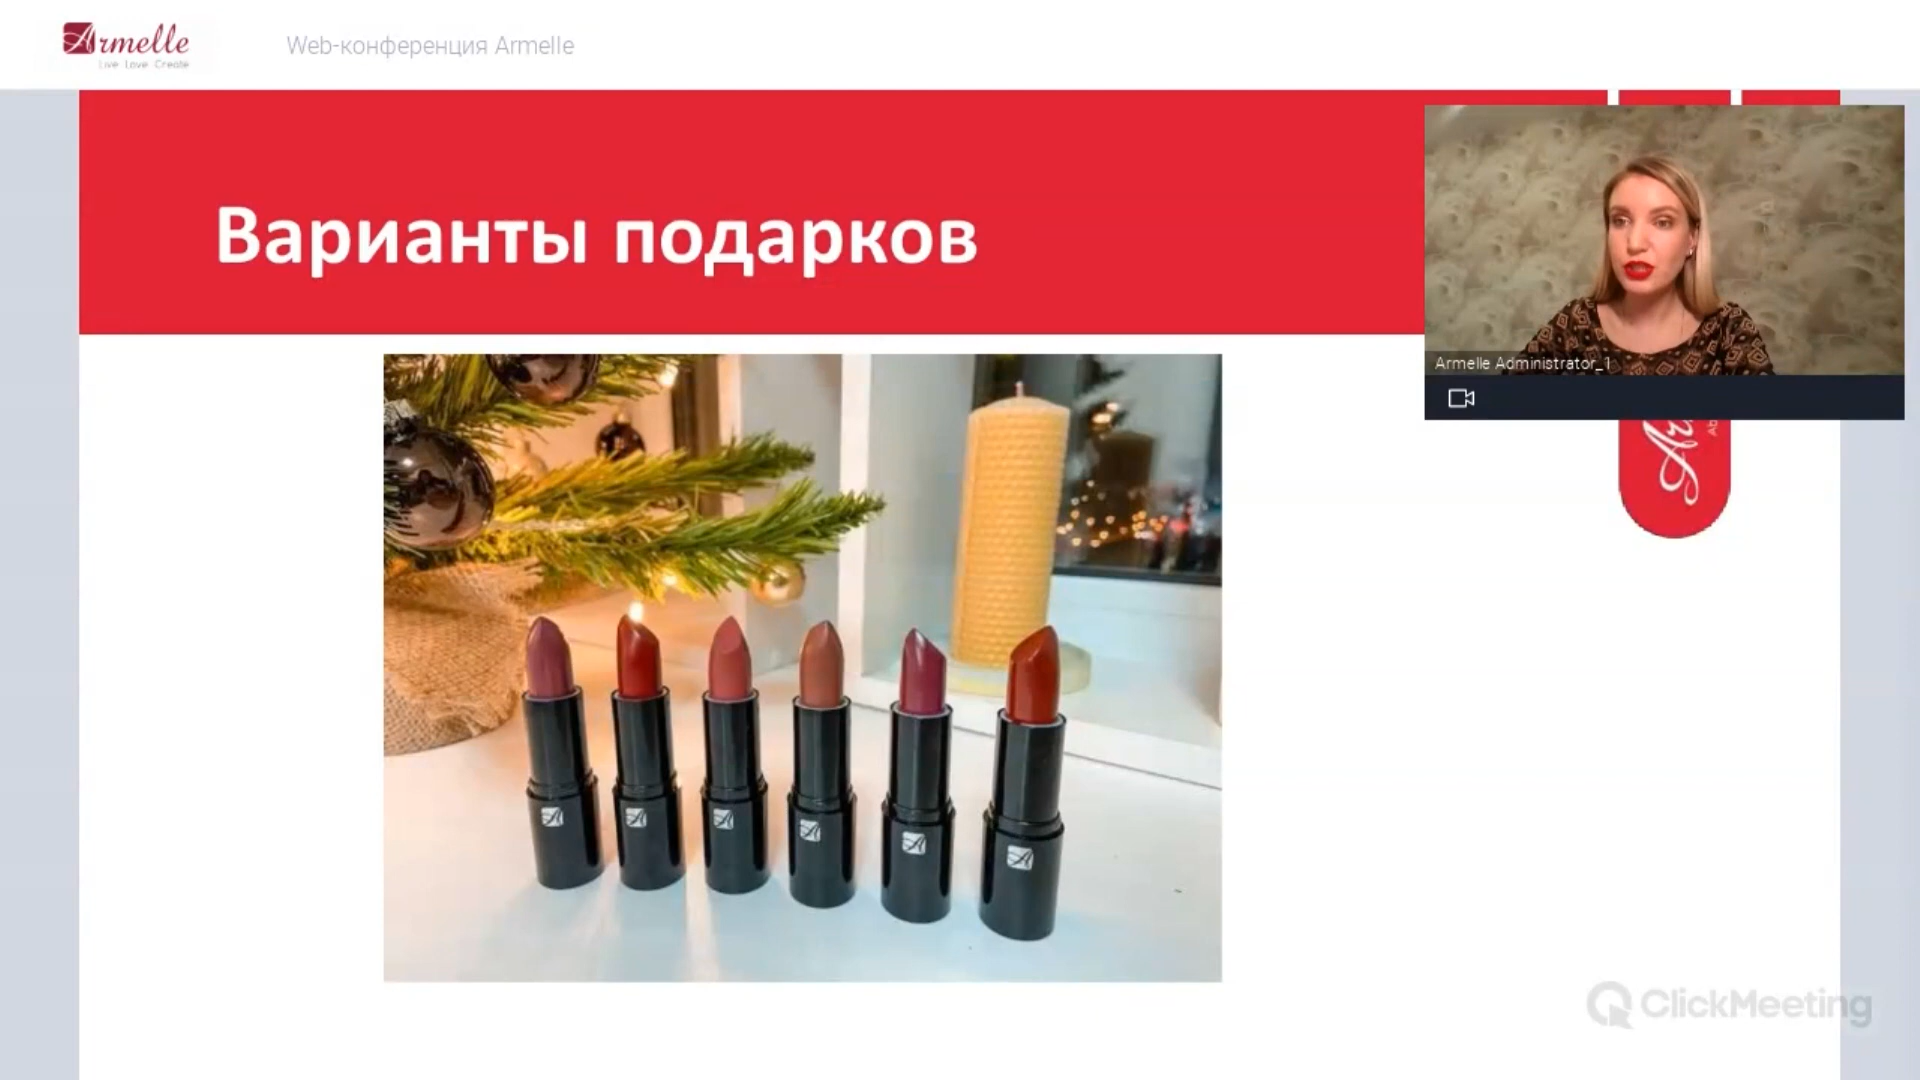 Armelle
Live Love Create
Web-конференция Armelle
Варианты подарков
Armelle Administrator_1
ClickMeeting